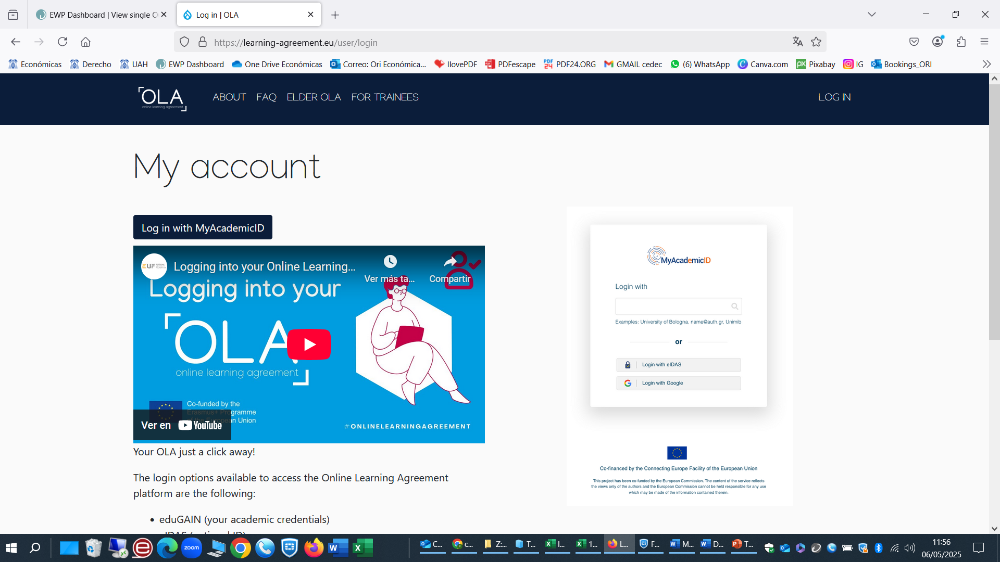 EWP Dashboard | View single O
Log in | OLA
https://learning-agreement.eu/user/login
Económicas
Derecho
UAH
EWP Dashboard
One Drive Económicas
Correo: Ori Económica...
IlovePDF
PDFescape
PDF24.ORG
GMAIL cedec
(6) WhatsApp
Canva.com
Pixabay
IG
Bookings_ORI
OLA
online learning agreement
ABOUT
FAQ
ELDER OLA
FOR TRAINEES
LOG IN
My account
Log in with MyAcademicID
EUF
Logging into your Online Learning...
Ver más ta...
Compartir
Logging into your
OLA
online learning agreement
Co-funded by the
Erasmus+ Programme
of the European Union
Ver en YouTube
#ONLINELEARNINGAGREEMENT
Your OLA just a click away!
The login options available to access the Online Learning Agreement
platform are the following:
eduGAIN (your academic credentials)
MyAcademicID
Login with
Examples: University of Bologna, name@auth.gr, Unimib
or
Login with eIDAS
Login with Google
Co-financed by the Connecting Europe Facility of the European Union
This project has been co-funded by the European Commission. The content of the service reflects
the views only of the authors and the European Commission cannot be held responsible for any use
which may be made of the information contained therein.
zoom
C...
c...
Z:...
T...
I...
1...
L...
F...
M...
D...
T...
11:56
06/05/2025